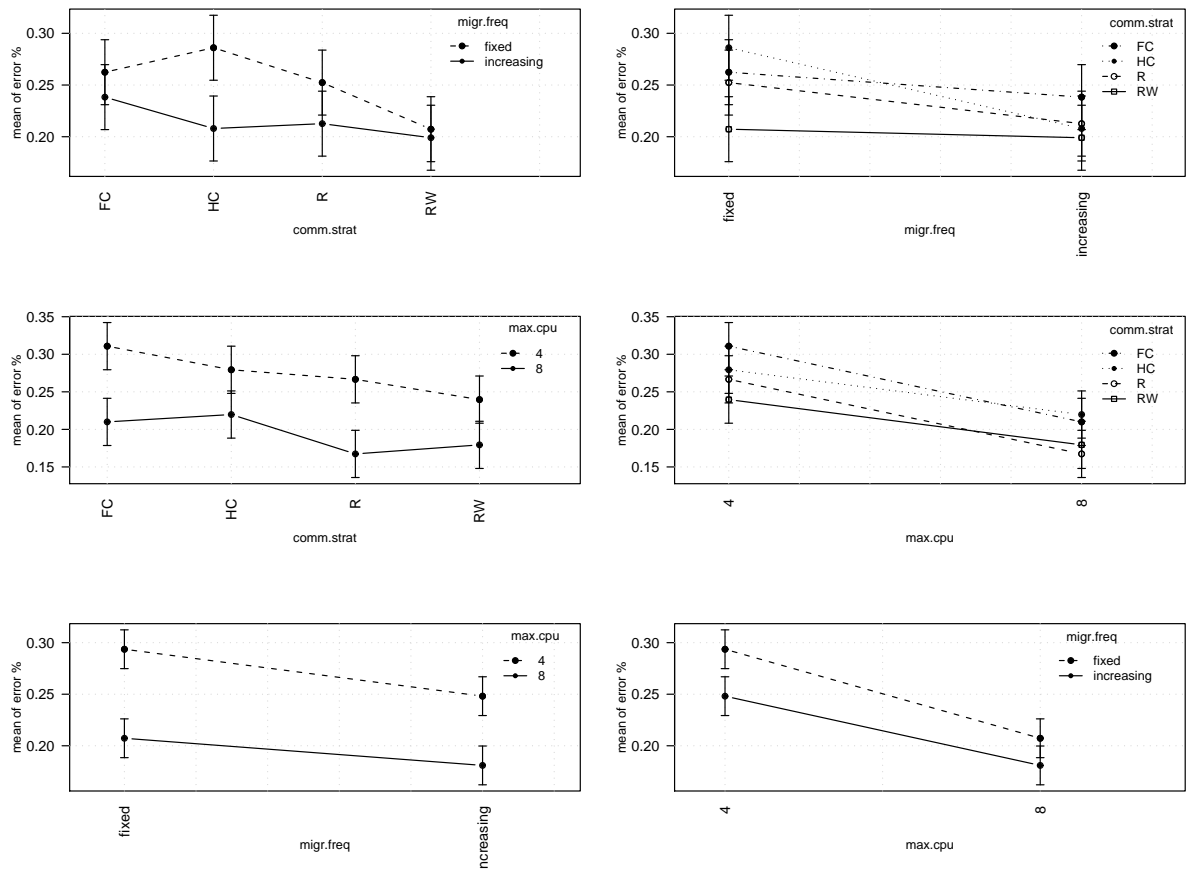 mean of error %
0.30
0.25
0.20
migr.freq
fixed
increasing
FC
HC
R
RW
comm.strat
mean of error %
0.30
0.25
0.20
comm.strat
FC
HC
R
RW
fixed
increasing
migr.freq
mean of error %
0.35
0.30
0.25
0.20
0.15
max.cpu
4
8
FC
HC
R
RW
comm.strat
mean of error %
0.35
0.30
0.25
0.20
0.15
comm.strat
FC
HC
R
RW
4
8
max.cpu
mean of error %
0.30
0.25
0.20
max.cpu
4
8
fixed
ncreasing
migr.freq
mean of error %
0.30
0.25
0.20
migr.freq
fixed
increasing
4
8
max.cpu